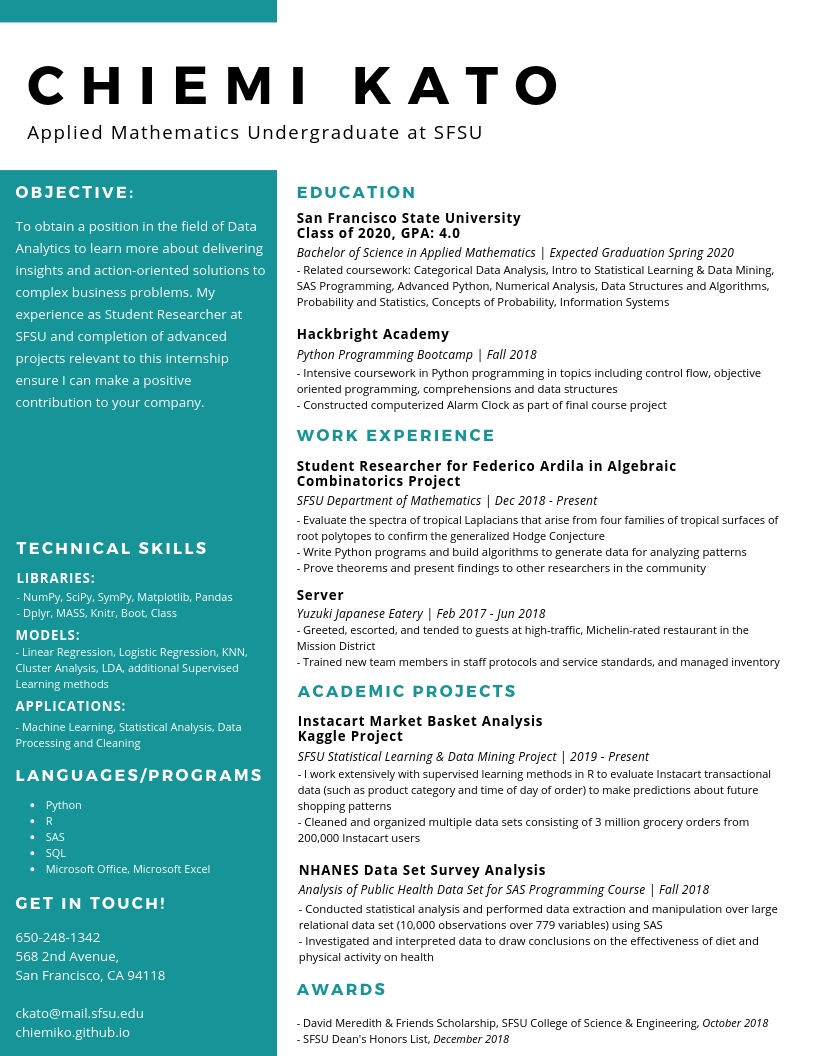 CHIEMI KATO
Applied Mathematics Undergraduate at SFSU
OBJECTIVE:
To obtain a position in the field of Data
Analytics to learn more about delivering
insights and action-oriented solutions to
complex business problems. My
experience as Student Researcher at
SFSU and completion of advanced
projects relevant to this internship
ensure I can make a positive
contribution to your company.
TECHNICAL SKILLS
LIBRARIES:
- NumPy, SciPy, SymPy, Matplotlib, Pandas
- Dplyr, MASS, Knitr, Boot, Class
MODELS:
- Linear Regression, Logistic Regression, KNN,
Cluster Analysis, LDA, additional Supervised
Learning methods
APPLICATIONS:
- Machine Learning, Statistical Analysis, Data
Processing and Cleaning
LANGUAGES/PROGRAMS
• Python
• R
• SAS
• SQL
• Microsoft Office, Microsoft Excel
GET IN TOUCH!
650-248-1342
568 2nd Avenue,
San Francisco, CA 94118
ckato@mail.sfsu.edu
chiemiko.github.io
EDUCATION
San Francisco State University
Class of 2020, GPA: 4.0
Bachelor of Science in Applied Mathematics | Expected Graduation Spring 2020
- Related coursework: Categorical Data Analysis, Intro to Statistical Learning & Data Mining,
SAS Programming, Advanced Python, Numerical Analysis, Data Structures and Algorithms,
Probability and Statistics, Concepts of Probability, Information Systems
Hackbright Academy
Python Programming Bootcamp | Fall 2018
- Intensive coursework in Python programming in topics including control flow, objective
oriented programming, comprehensions and data structures
- Constructed computerized Alarm Clock as part of final course project
WORK EXPERIENCE
Student Researcher for Federico Ardila in Algebraic
Combinatorics Project
SFSU Department of Mathematics | Dec 2018 - Present
- Evaluate the spectra of tropical Laplacians that arise from four families of tropical surfaces of
root polytopes to confirm the generalized Hodge Conjecture
- Write Python programs and build algorithms to generate data for analyzing patterns
- Prove theorems and present findings to other researchers in the community
Server
Yuzuki Japanese Eatery | Feb 2017 - Jun 2018
- Greeted, escorted, and tended to guests at high-traffic, Michelin-rated restaurant in the
Mission District
- Trained new team members in staff protocols and service standards, and managed inventory
ACADEMIC PROJECTS
Instacart Market Basket Analysis
Kaggle Project
SFSU Statistical Learning & Data Mining Project | 2019 - Present
- I work extensively with supervised learning methods in R to evaluate Instacart transactional
data (such as product category and time of day of order) to make predictions about future
shopping patterns
- Cleaned and organized multiple data sets consisting of 3 million grocery orders from
200,000 Instacart users
NHANES Data Set Survey Analysis
Analysis of Public Health Data Set for SAS Programming Course | Fall 2018
- Conducted statistical analysis and performed data extraction and manipulation over large
relational data set (10,000 observations over 779 variables) using SAS
- Investigated and interpreted data to draw conclusions on the effectiveness of diet and
physical activity on health
AWARDS
- David Meredith & Friends Scholarship, SFSU College of Science & Engineering, October 2018
- SFSU Dean's Honors List, December 2018